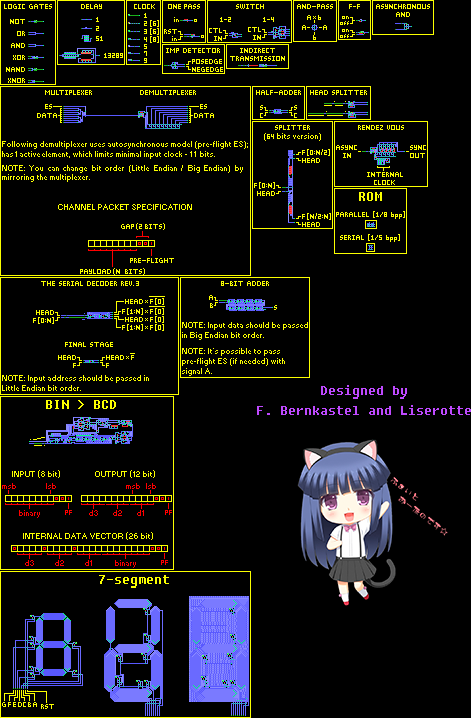 LOGIC GATES
NOT
OR
AND
XOR
NAND
XNOR
DELAY
1
2
51
13289
CLOCK
1
2 [6]
3 [6]
4 [8]
5
7
9
ONE PASS
in
RST
in
SWITCH
1-2
1-4
CTL
IN
CTL
IN
AND-PASS
A×b
A
A
b
F-F
on
off
on
off
ASYNCHRONOUS
AND
IMP DETECTOR
POSEDGE
NEGEDGE
INDIRECT
TRANSMISSION
MULTIPLEXER
DEMULTIPLEXER
ES
DATA
ES
DATA
Following demultiplexer uses autosynchronous model (pre-flight ES);
has 1 active element, which limits minimal input clock - 11 bits.
NOTE: You can change bit order (Little Endian / Big Endian) by
mirroring the multiplexer.
CHANNEL PACKET SPECIFICATION
GAP(2 BITS)
PRE-FLIGHT
PAYLOAD(N BITS)
HALF-ADDER
S
C
S
C
HEAD SPLITTER
SPLITTER
(64 bits version)
F[0:N/2]
HEAD
F[0:N]
HEAD
F[N/2:N]
HEAD
RENDEZ VOUS
ASYNC
IN
SYNC
OUT
INTERNAL
CLOCK
ROM
PARALLEL [1/8 bpp]
SERIAL [1/5 bpp]
THE SERIAL DECODER REV.3
HEAD
F[0:N]
HEAD×F[0]
F[1:N]×F[0]
F[1:N]×F[0]
HEAD×F[0]
FINAL STAGE
HEAD
F
HEAD×F
NOTE: Input address should be passed in
Little Endian bit order.
8-BIT ADDER
A
B
S
NOTE: Input data should be passed
in Big Endian bit order.
NOTE: It's possible to pass
pre-flight ES (if needed) with
signal A.
Designed by
F. Bernkastel and Liserotte
BIN > BCD
INPUT (8 bit)
OUTPUT (12 bit)
msb
lsb
msb
lsb
binary
PF
d3
d2
d1
PF
INTERNAL DATA VECTOR (26 bit)
d3
d2
d1
binary
PF
7-segment
GFEDCBA
RST